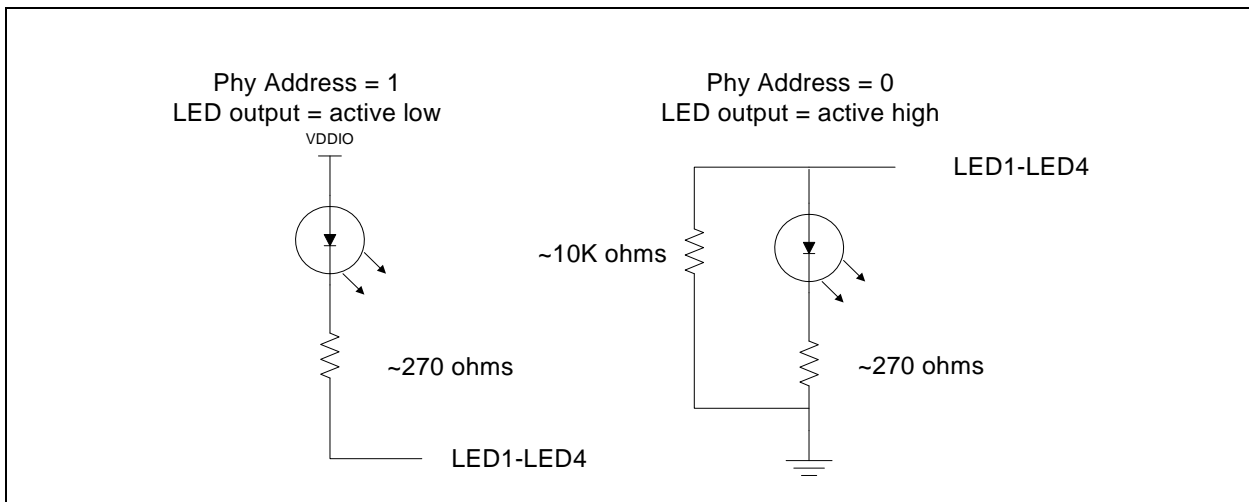 Phy Address = 1
LED output = active low
VDDIO
~270 ohms
LED1-LED4
Phy Address = 0
LED output = active high
LED1-LED4
~10K ohms
~270 ohms